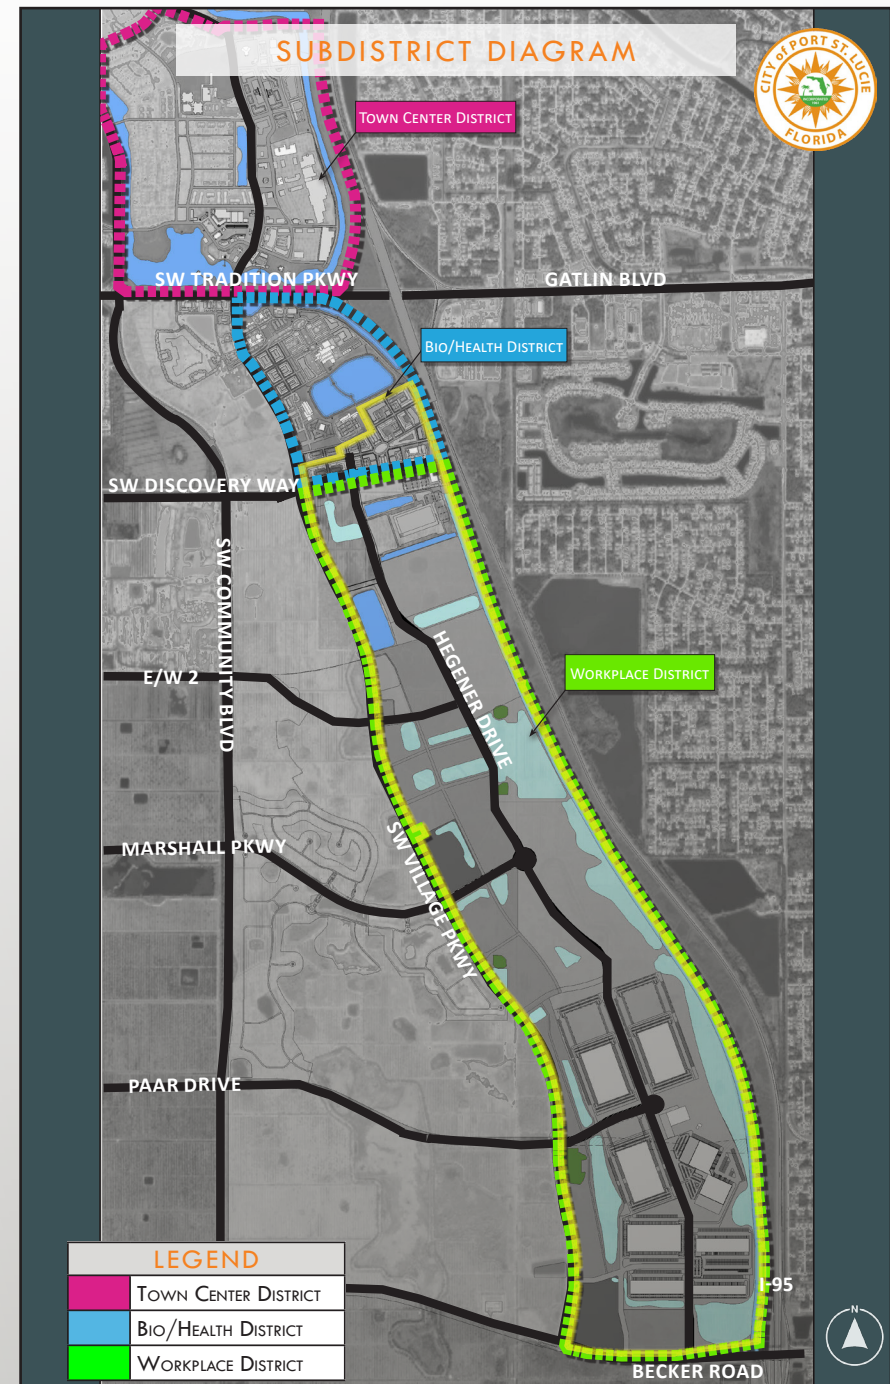 SUBDISTRICT DIAGRAM
CITY of PORT ST. LUCIE
FLORIDA
TOWN CENTER DISTRICT
SW TRADITION PKWY
GATLIN BLVD
BIO/HEALTH DISTRICT
SW DISCOVERY WAY
SW COMMUNITY BLVD
HEGENER DRIVE
E/W 2
WORKPLACE DISTRICT
MARSHALL PKWY
SW VILLAGE PKWY
PAAR DRIVE
LEGEND
TOWN CENTER DISTRICT
BIO/HEALTH DISTRICT
WORKPLACE DISTRICT
I-95
BECKER ROAD
N